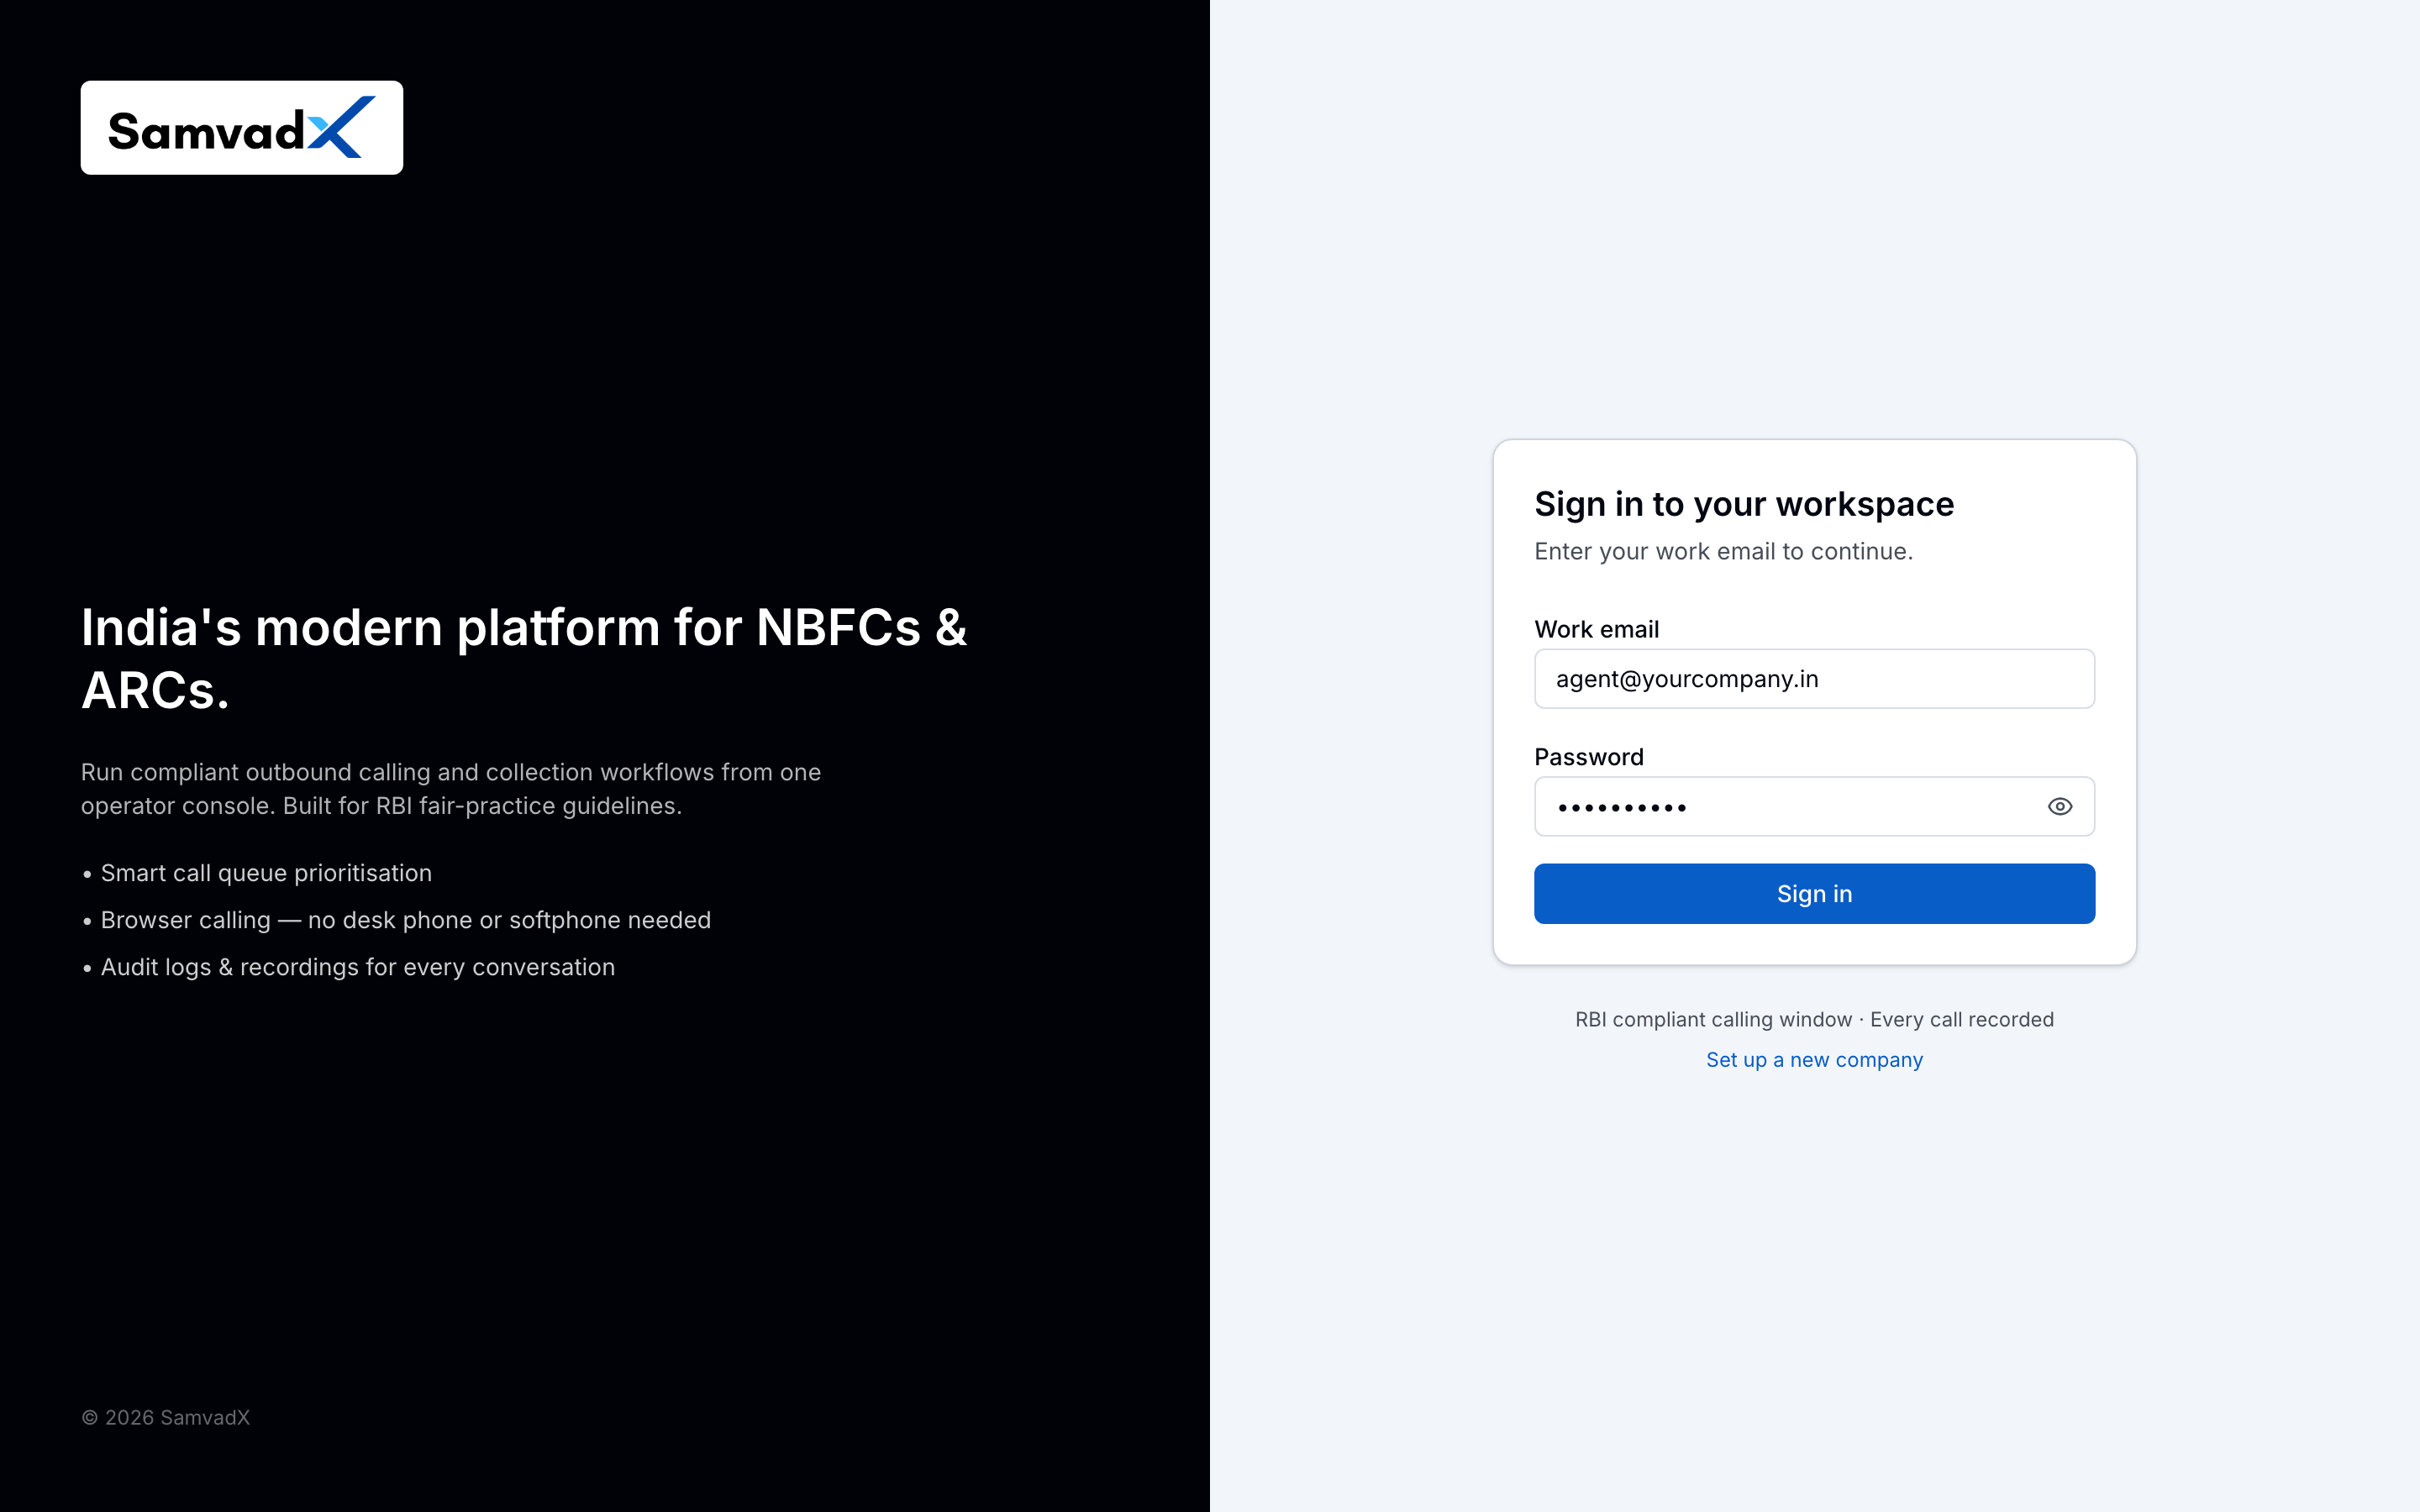 SamvadX
India's modern platform for NBFCs &
ARCs.
Run compliant outbound calling and collection workflows from one
operator console. Built for RBI fair-practice guidelines.
• Smart call queue prioritisation
• Browser calling — no desk phone or softphone needed
• Audit logs & recordings for every conversation
© 2026 SamvadX
Sign in to your workspace
Enter your work email to continue.
Work email
agent@yourcompany.in
Password
••••••••••
Sign in
RBI compliant calling window · Every call recorded
Set up a new company